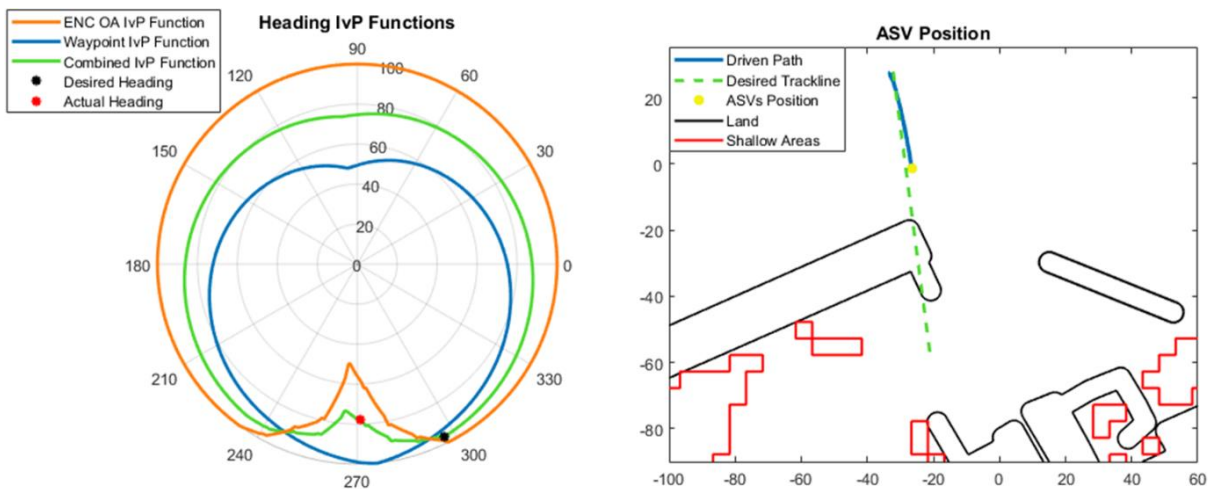 Heading IvP Functions
ENC OA IvP Function
Waypoint IvP Function
Combined IvP Function
Desired Heading
Actual Heading
90
120
60
150
30
180
0
210
330
240
300
270
100
80
60
40
20
0
ASV Position
Driven Path
Desired Trackline
ASVs Position
Land
Shallow Areas
20
0
-20
-40
-60
-80
-100
-80
-60
-40
-20
0
20
40
60